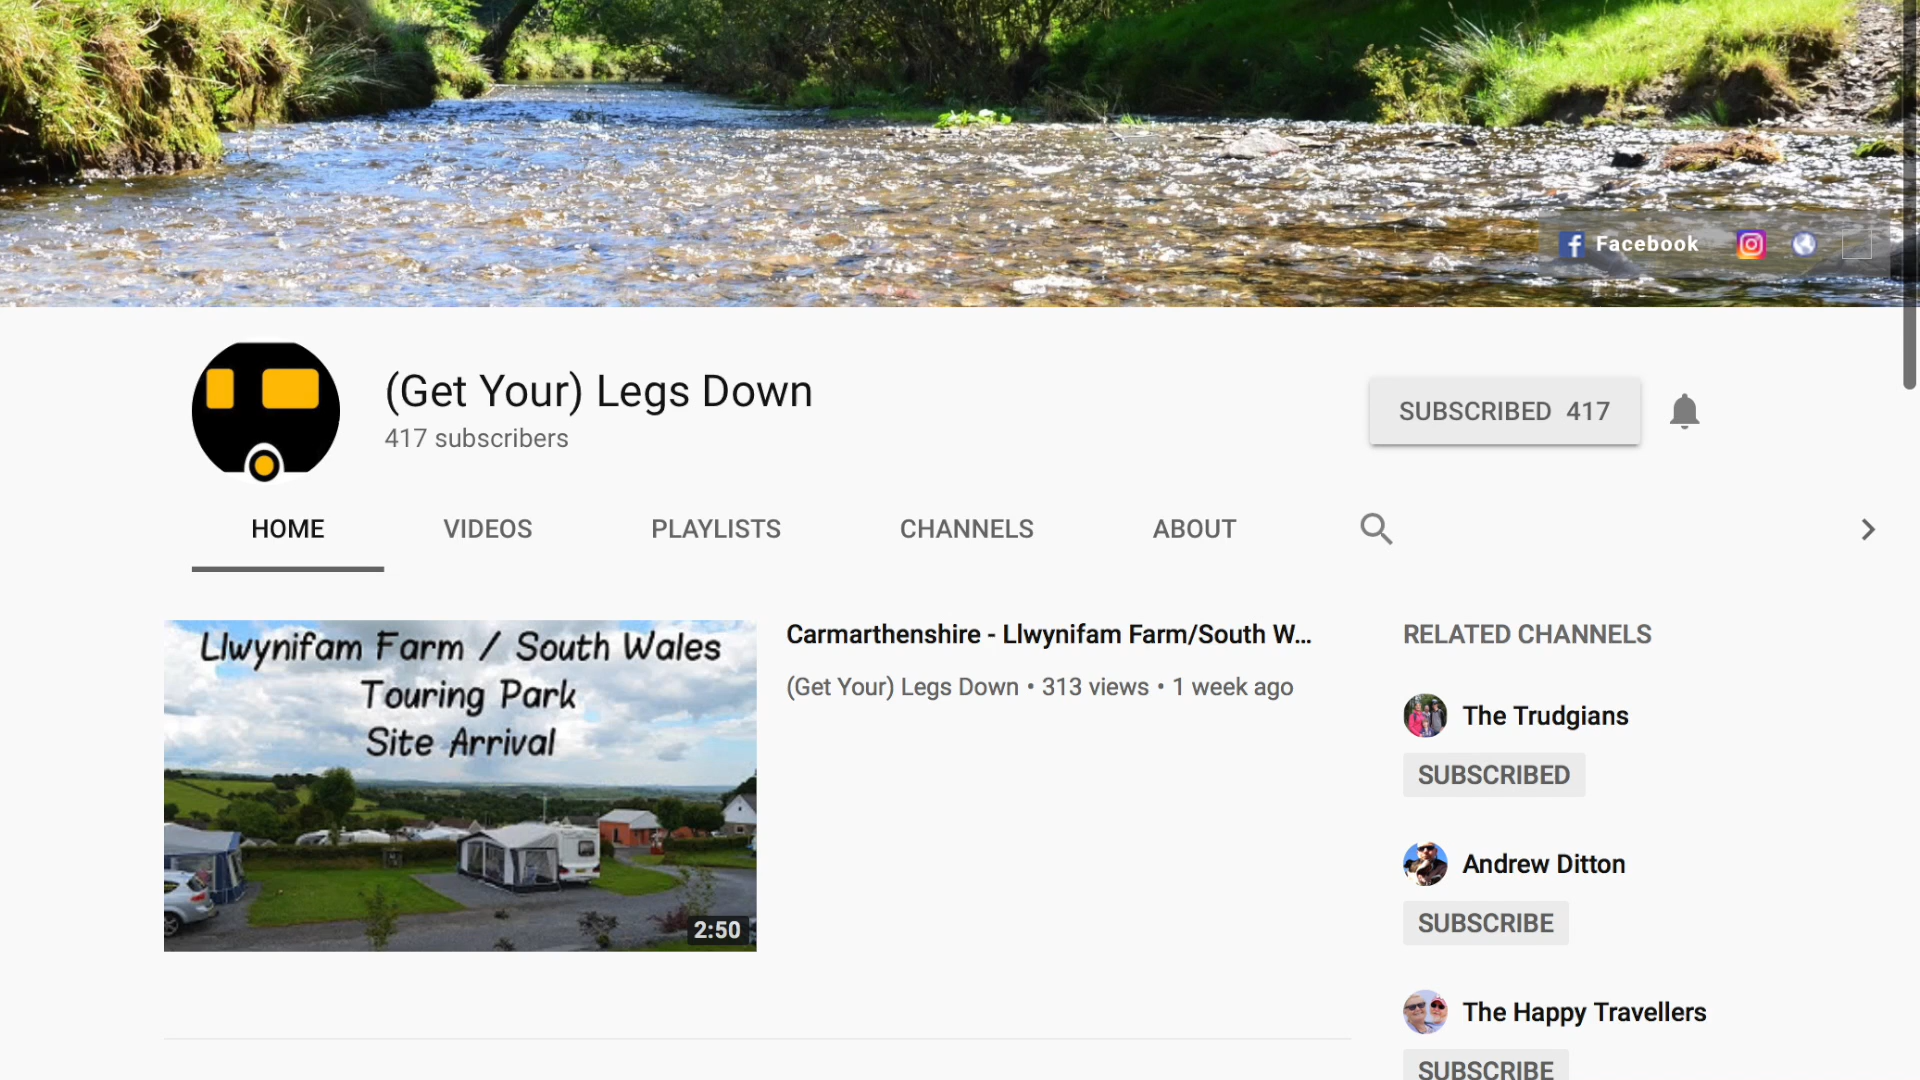 Facebook
(Get Your) Legs Down
417 subscribers
SUBSCRIBED 417
HOME
VIDEOS
PLAYLISTS
CHANNELS
ABOUT
Llwynifam Farm / South Wales
Touring Park
Site Arrival
2:50
Carmarthenshire - Llwynifam Farm/South W...
(Get Your) Legs Down • 313 views • 1 week ago
RELATED CHANNELS
The Trudgians
SUBSCRIBED
Andrew Ditton
SUBSCRIBE
The Happy Travellers
SUBSCRIBE